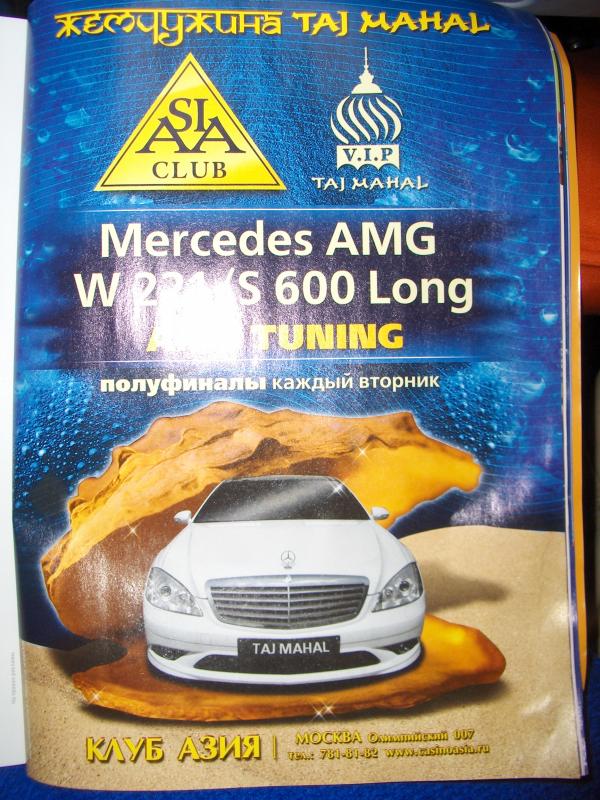 жемчужина TAJ MAHAL
ASIA
CLUB
V.I.P
TAJ MAHAL
Mercedes AMG
W 221/S 600 Long
TUNING
полуфиналы каждый вторник
TAJ MAHAL
КЛУБ АЗИЯ | МОСКВА Олимпийский 007
тел.: 781-81-82 www.casinoasia.ru